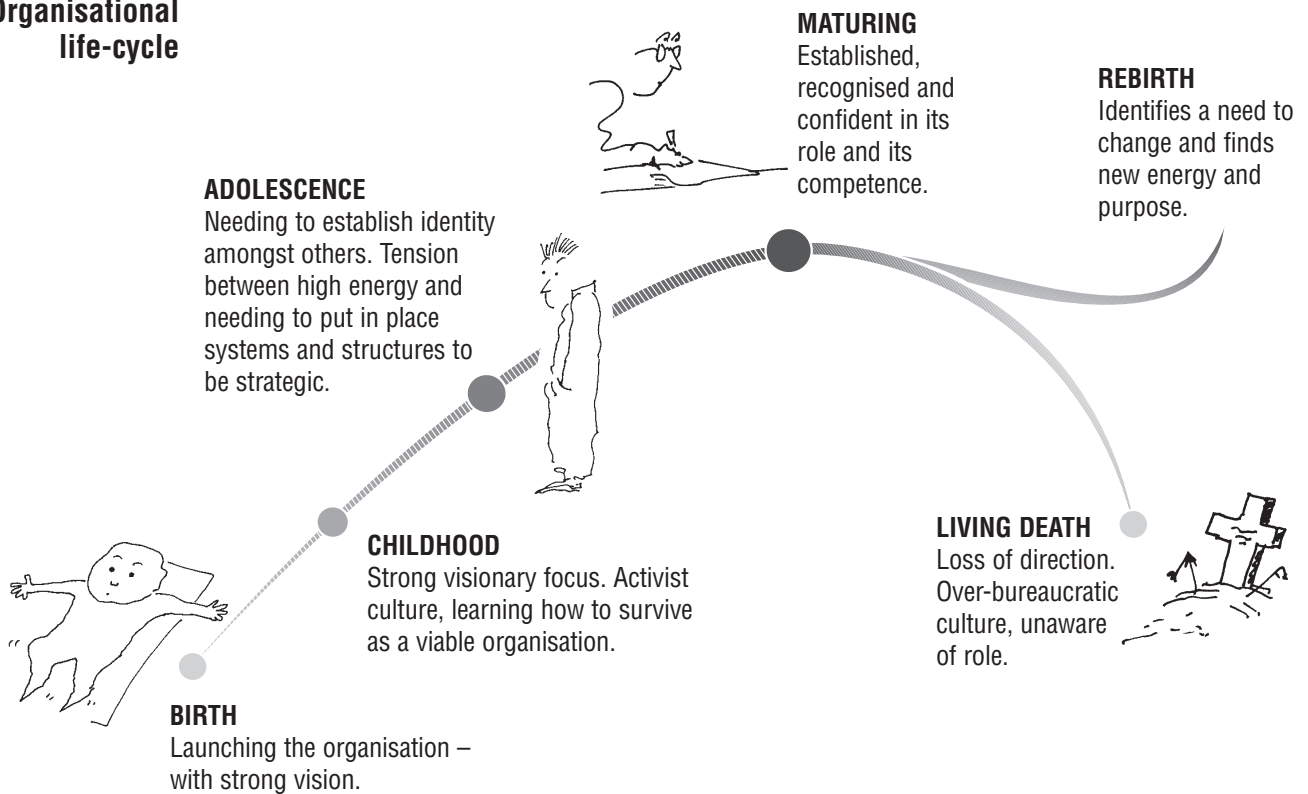 Organisational
life-cycle
MATURING
Established,
recognised and
confident in its
role and its
competence.
REBIRTH
Identifies a need to
change and finds
new energy and
purpose.
ADOLESCENCE
Needing to establish identity
amongst others. Tension
between high energy and
needing to put in place
systems and structures to
be strategic.
CHILDHOOD
Strong visionary focus. Activist
culture, learning how to survive
as a viable organisation.
LIVING DEATH
Loss of direction.
Over-bureaucratic
culture, unaware
of role.
BIRTH
Launching the organisation –
with strong vision.